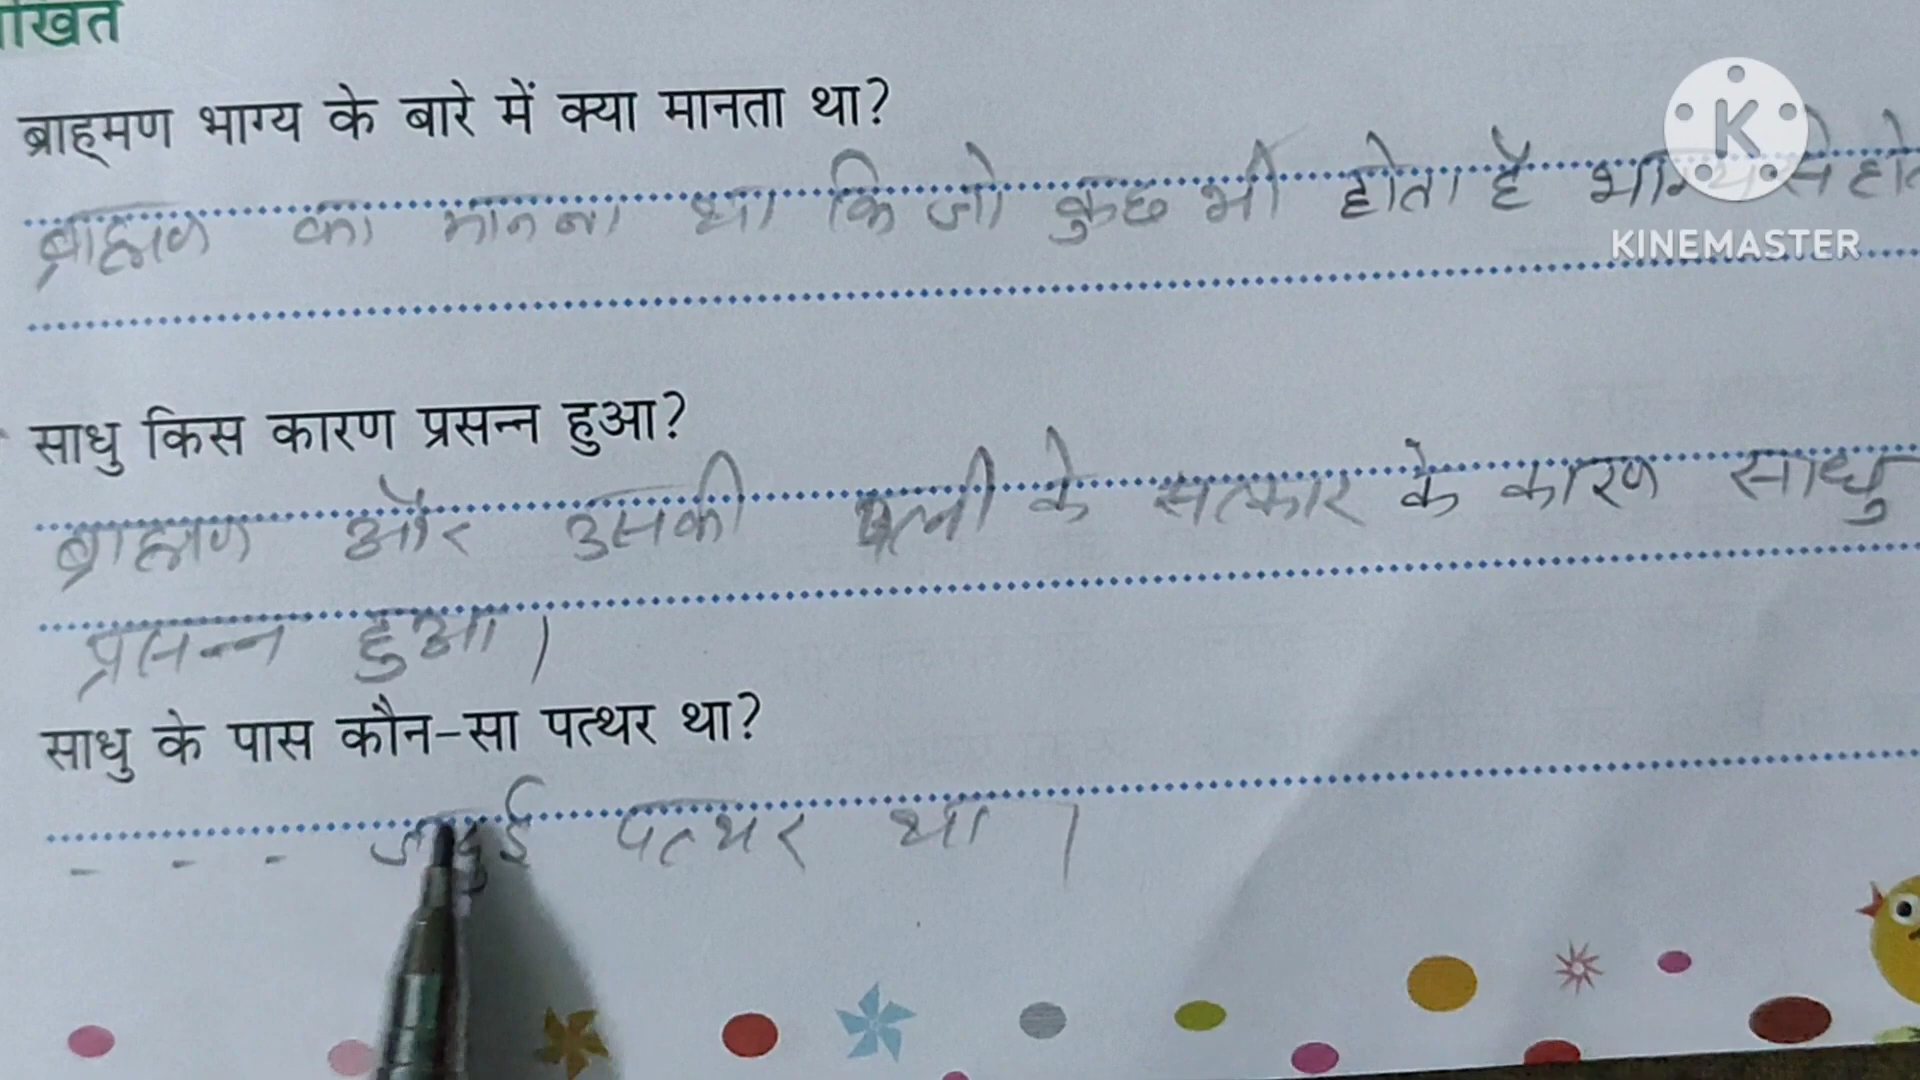 खित
ब्राह्मण भाग्य के बारे में क्या मानता था?
ब्राह्मण का मानना था कि जो कुछ भी होता है भाग्य से
KINEMASTER
साधु किस कारण प्रसन्न हुआ?
ब्राह्मण और उसकी पत्नी के सत्कार के कारण साधु
प्रसन्न हुआ।
साधु के पास कौन-सा पत्थर था?
- - - पत्थर था।